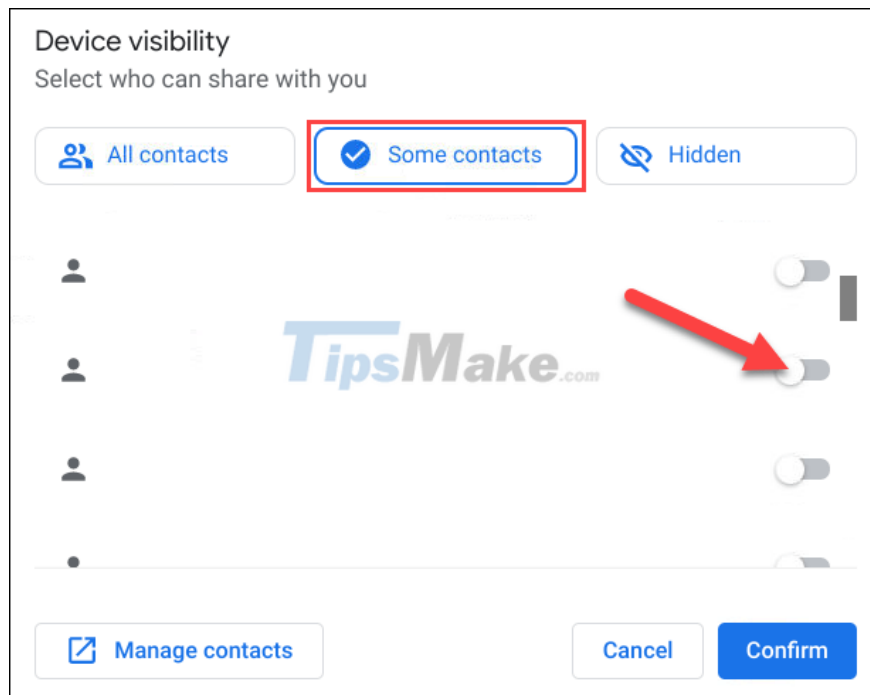 Device visibility
Select who can share with you
All contacts
Some contacts
Hidden
TipsMake.com
Manage contacts
Cancel
Confirm